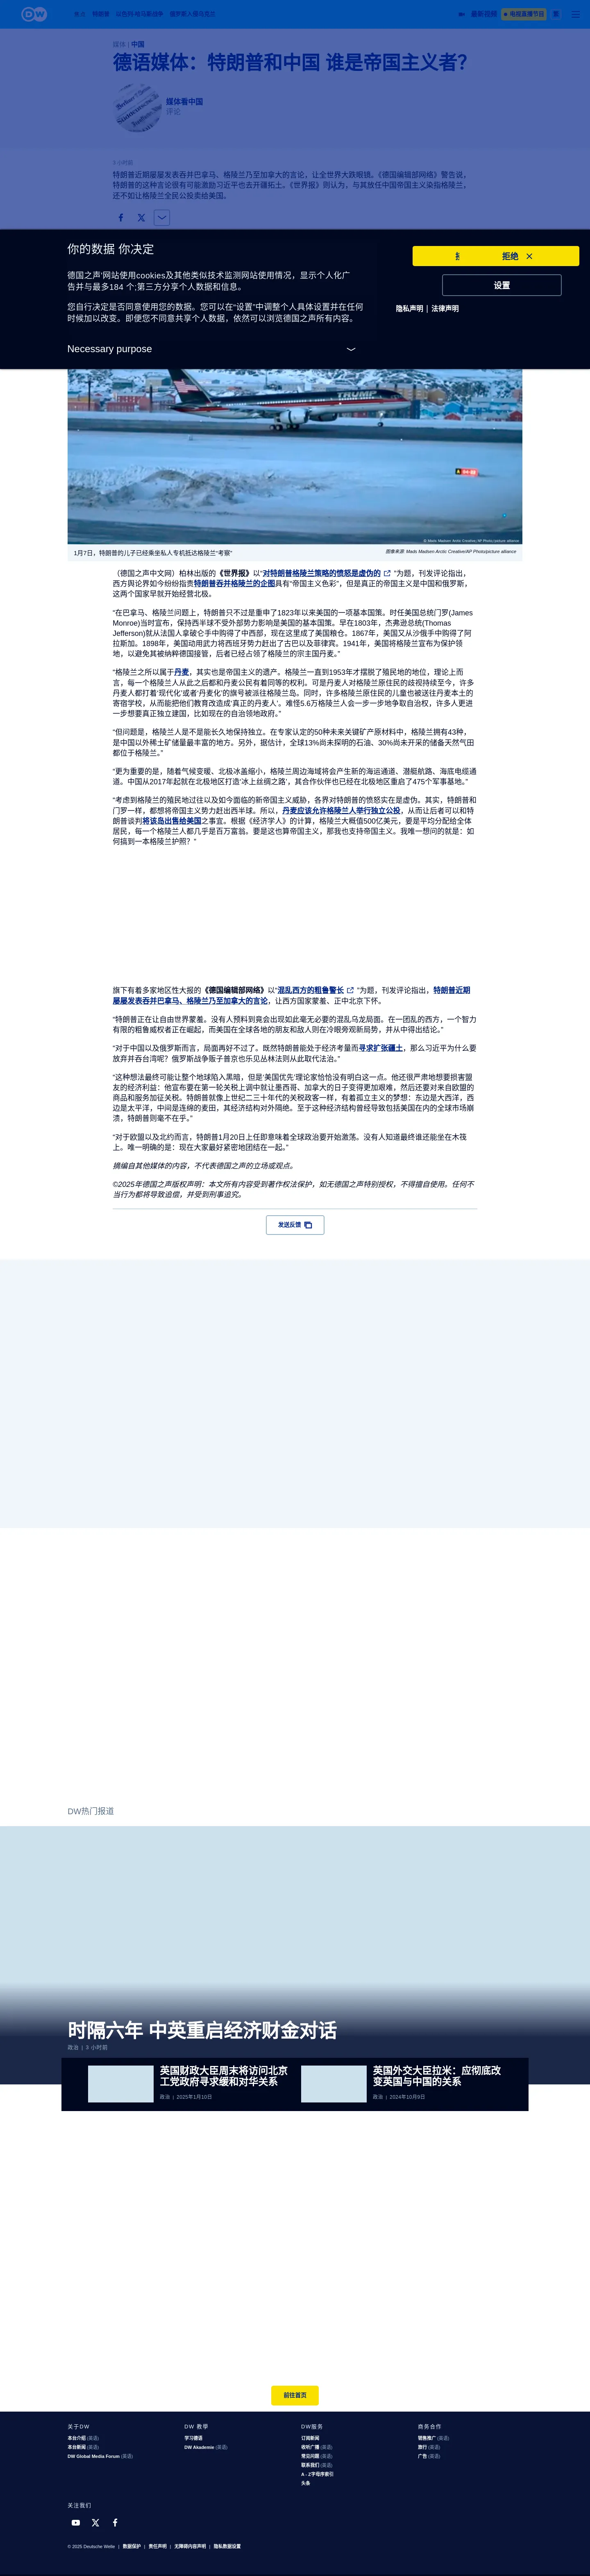 DW
最新视频
电视直播节目
媒体 | 中国
德语媒体：特朗普和中国 谁是帝国主义者?
媒体看中国
评论
3 小时前
特朗普近期屡屡发表吞并巴拿马、格陵兰乃至加拿大的言论，让全世界大跌眼镜。《德国编辑部网络》警告说，
特朗普的这种言论很有可能激励习近平也去开疆拓土。《世界报》则认为，与其放任中国帝国主义染指格陵兰，
还不如让格陵兰全民公投卖给美国。
你的数据 你决定
拒绝
德国之声'网站使用cookies及其他类似技术监测网站使用情况，显示个人化广
告并与最多184 个;第三方分享个人数据和信息。
设置
您自行决定是否同意使用您的数据。您可以在“设置”中调整个人具体设置并在任何
时候加以改变。即便您不同意共享个人数据，依然可以浏览德国之声所有内容。
隐私声明 | 法律声明
Necessary purpose
TRUMP
© Mads Madsen Arctic Creative/AP Photo/picture alliance
1月7日，特朗普的儿子已经乘坐私人专机抵达格陵兰"考察"
图像来源: Mads Madsen Arctic Creative/AP Photo/picture alliance
（德国之声中文网）柏林出版的《世界报》以“对特朗普格陵兰策略的愤怒是虚伪的 ”为题，刊发评论指出，
西方舆论界如今纷纷指责特朗普吞并格陵兰的企图具有“帝国主义色彩”，但是真正的帝国主义是中国和俄罗斯，
这两个国家早就开始经营北极。
“在巴拿马、格陵兰问题上，特朗普只不过是重申了1823年以来美国的一项基本国策。时任美国总统门罗(James
Monroe)当时宣布，保持西半球不受外部势力影响是美国的基本国策。早在1803年，杰弗逊总统(Thomas
Jefferson)就从法国人拿破仑手中购得了中西部，现在这里成了美国粮仓。1867年，美国又从沙俄手中购得了阿
拉斯加。1898年，美国动用武力将西班牙势力赶出了古巴以及菲律宾。1941年，美国将格陵兰宣布为保护领
地，以避免其被纳粹德国接管，后者已经占领了格陵兰的宗主国丹麦。”
“格陵兰之所以属于丹麦，其实也是帝国主义的遗产。格陵兰一直到1953年才摆脱了殖民地的地位，理论上而
言，每一个格陵兰人从此之后都和丹麦公民有着同等的权利。可是丹麦人对格陵兰原住民的歧视持续至今，许多
丹麦人都打着'现代化'或者'丹麦化'的旗号被派往格陵兰岛。同时，许多格陵兰原住民的儿童也被送往丹麦本土的
寄宿学校，从而能把他们教育改造成'真正的丹麦人'。难怪5.6万格陵兰人会一步一步地争取自治权，许多人更进
一步想要真正独立建国，比如现在的自治领地政府。”
“但问题是，格陵兰人是不是能长久地保持独立。在专家认定的50种未来关键矿产原材料中，格陵兰拥有43种，
是中国以外稀土矿储量最丰富的地方。另外，据估计，全球13%尚未探明的石油、30%尚未开采的储备天然气田
都位于格陵兰。”
“更为重要的是，随着气候变暖、北极冰盖缩小，格陵兰周边海域将会产生新的海运通道、潜艇航路、海底电缆通
道。中国从2017年起就在北极地区打造'冰上丝绸之路'，其合作伙伴也已经在北极地区重启了475个军事基地。”
“考虑到格陵兰的殖民地过往以及如今面临的新帝国主义威胁，各界对特朗普的愤怒实在是虚伪。其实，特朗普和
门罗一样，都想将帝国主义势力赶出西半球。所以，丹麦应该允许格陵兰人举行独立公投，从而让后者可以和特
朗普谈判将该岛出售给美国之事宜。根据《经济学人》的计算，格陵兰大概值500亿美元，要是平均分配给全体
居民，每一个格陵兰人都几乎是百万富翁。要是这也算帝国主义，那我也支持帝国主义。我唯一想问的就是：如
何搞到一本格陵兰护照？”
旗下有着多家地区性大报的《德国编辑部网络》以“混乱西方的粗鲁警长 ”为题，刊发评论指出，特朗普近期
屡屡发表吞并巴拿马、格陵兰乃至加拿大的言论，让西方国家蒙羞、正中北京下怀。
“特朗普正在让自由世界蒙羞。没有人预料到竟会出现如此毫无必要的混乱乌龙局面。在一团乱的西方，一个智力
有限的粗鲁威权者正在崛起，而美国在全球各地的朋友和敌人则在冷眼旁观新局势，并从中得出结论。”
“对于中国以及俄罗斯而言，局面再好不过了。既然特朗普能处于经济考量而寻求扩张疆土，那么习近平为什么要
放弃并吞台湾呢？俄罗斯战争贩子普京也乐见丛林法则从此取代法治。”
“这种想法最终可能让整个地球陷入黑暗，但是‘美国优先’理论家恰恰没有明白这一点。他还很严肃地想要损害盟
友的经济利益：他宣布要在第一轮关税上调中就让墨西哥、加拿大的日子变得更加艰难，然后还要对来自欧盟的
商品和服务加征关税。特朗普就像上世纪二三十年代的关税政客一样，有着孤立主义的梦想：东边是大西洋，西
边是太平洋，中间是连绵的麦田，其经济结构对外隔绝。至于这种经济结构曾经导致包括美国在内的全球市场崩
溃，特朗普则毫不在乎。”
“对于欧盟以及北约而言，特朗普1月20日上任即意味着全球政治要开始激荡。没有人知道最终谁还能坐在木筏
上。唯一明确的是：现在大家最好紧密地团结在一起。”
摘编自其他媒体的内容，不代表德国之声的立场或观点。
©2025年德国之声版权声明：本文所有内容受到著作权法保护，如无德国之声特别授权，不得擅自使用。任何不
当行为都将导致追偿，并受到刑事追究。
发送反馈
DW热门报道
时隔六年 中英重启经济财金对话
政治 | 3 小时前
英国财政大臣周末将访问北京
工党政府寻求缓和对华关系
政治 | 2025年1月10日
英国外交大臣拉米：应彻底改
变英国与中国的关系
政治 | 2024年10月9日
前往首页
关于DW
本台介绍 (英语)
本台新闻 (英语)
DW Global Media Forum (英语)
DW 教學
学习德语
DW Akademie (英语)
DW服务
订阅新闻
收听广播 (英语)
常见问题 (英语)
联系我们 (英语)
A - Z字母序索引
头条
商务合作
销售推广 (英语)
旅行 (英语)
广告 (英语)
关注我们
© 2025 Deutsche Welle | 数据保护 | 责任声明 | 无障碍内容声明 | 隐私数据设置